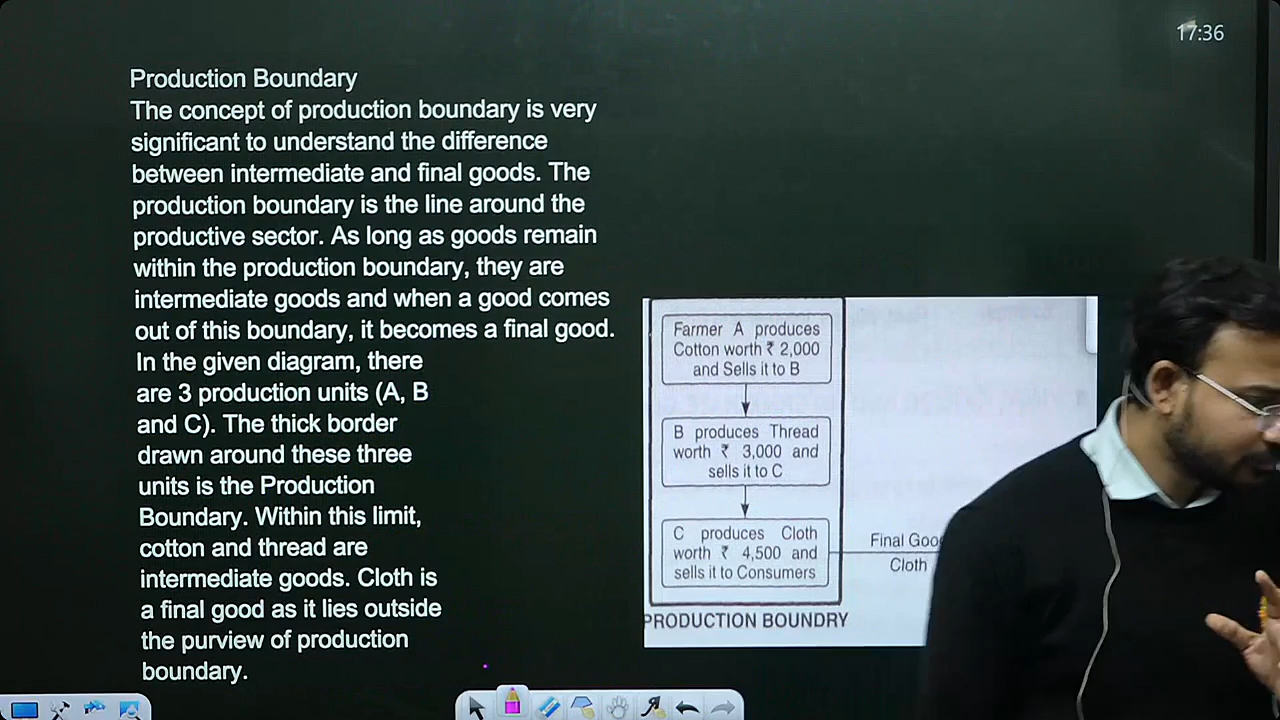 17:36
Production Boundary
The concept of production boundary is very
significant to understand the difference
between intermediate and final goods. The
production boundary is the line around the
productive sector. As long as goods remain
within the production boundary, they are
intermediate goods and when a good comes
out of this boundary, it becomes a final good.
In the given diagram, there
are 3 production units (A, B
and C). The thick border
drawn around these three
units is the Production
Boundary. Within this limit,
cotton and thread are
intermediate goods. Cloth is
a final good as it lies outside
the purview of production
boundary.
Farmer A produces
Cotton worth ₹ 2,000
and Sells it to B
B produces Thread
worth ₹ 3,000 and
sells it to C
C produces Cloth
worth ₹ 4,500 and
sells it to Consumers
Final Goo
Cloth
PRODUCTION BOUNDRY